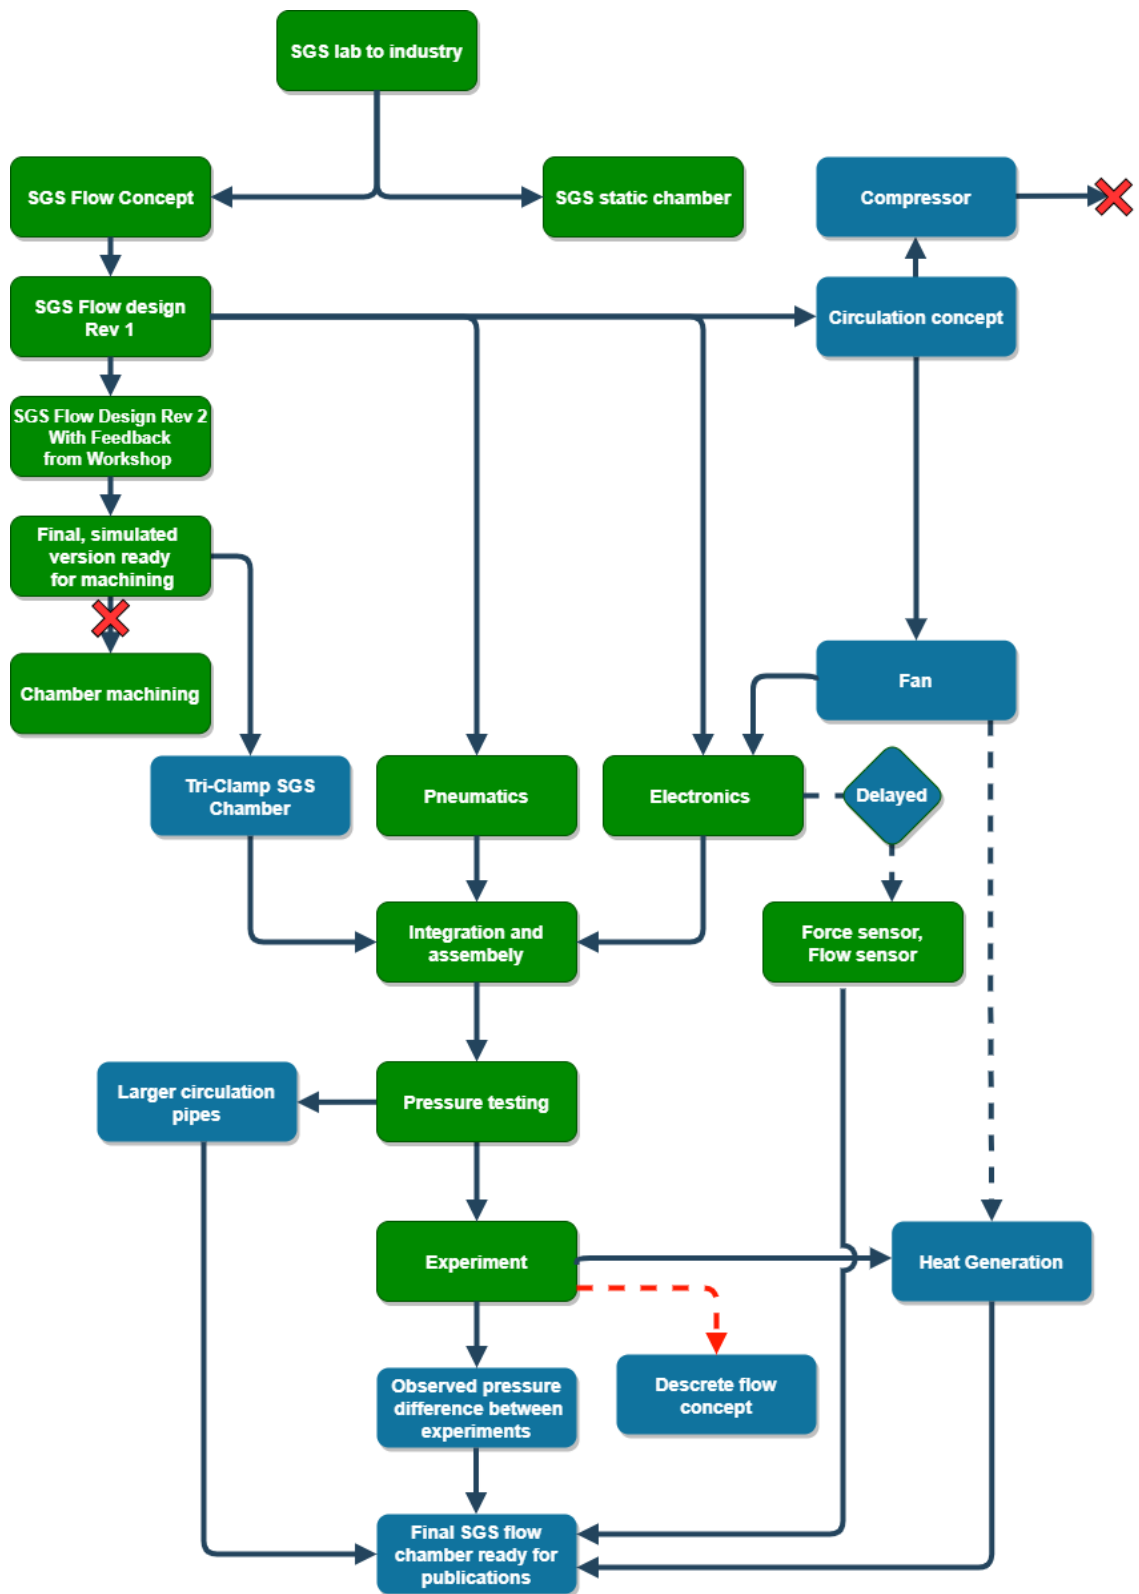 SGS lab to industry
SGS Flow Concept
SGS static chamber
Compressor
SGS Flow design
Rev 1
Circulation concept
SGS Flow Design Rev 2
With Feedback
from Workshop
Final, simulated
version ready
for machining
Chamber machining
Fan
Tri-Clamp SGS
Chamber
Pneumatics
Electronics
Delayed
Integration and
assembely
Force sensor,
Flow sensor
Larger circulation
pipes
Pressure testing
Experiment
Heat Generation
Observed pressure
difference between
experiments
Descrete flow
concept
Final SGS flow
chamber ready for
publications